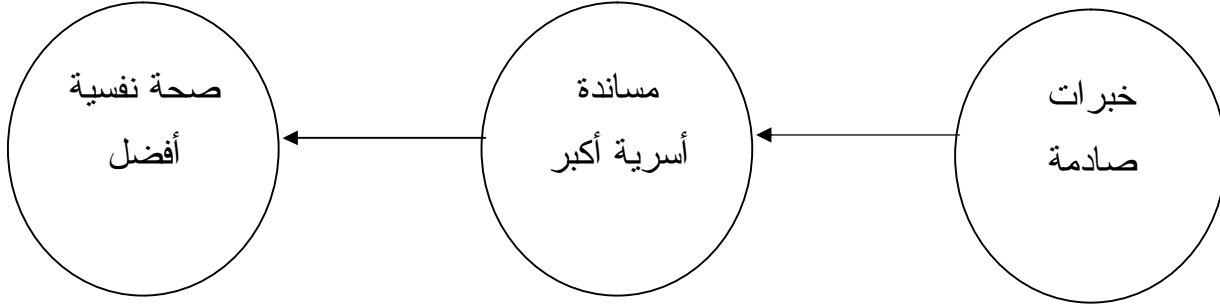 خبرات
صادمة
مساندة
أسرية أكبر
صحة نفسية
أفضل